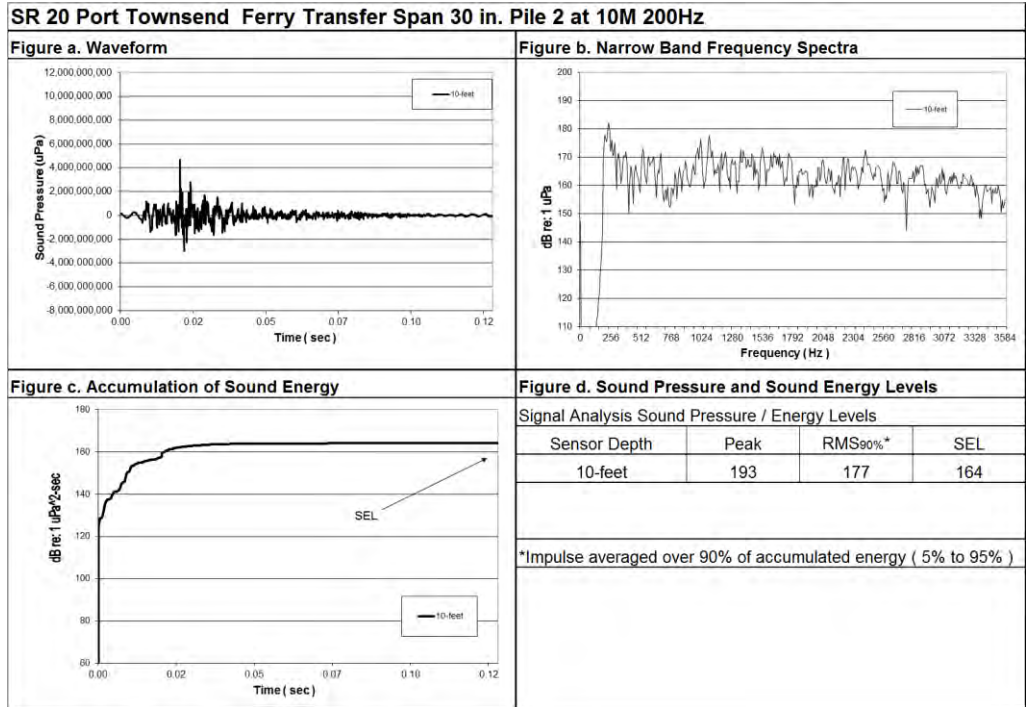 SR 20 Port Townsend Ferry Transfer Span 30 in. Pile 2 at 10M 200Hz
Figure a. Waveform
12,000,000,000
10,000,000,000
8,000,000,000
6,000,000,000
4,000,000,000
2,000,000,000
0
-2,000,000,000
-4,000,000,000
-6,000,000,000
-8,000,000,000
Sound Pressure (uPa)
10-feet
0.00 0.02 0.05 0.07 0.10 0.12
Time ( sec )
Figure b. Narrow Band Frequency Spectra
200
190
180
170
160
150
140
130
120
110
dB re: 1 uPa
10-feet
0 256 512 768 1024 1280 1536 1792 2048 2304 2560 2816 3072 3328 3584
Frequency ( Hz )
Figure c. Accumulation of Sound Energy
180
160
140
120
100
80
60
dB re: 1 uPa^2-sec
SEL
10-feet
0.00 0.02 0.05 0.07 0.10 0.12
Time ( sec )
Figure d. Sound Pressure and Sound Energy Levels
Signal Analysis Sound Pressure / Energy Levels
Sensor Depth Peak RMS90%* SEL
10-feet 193 177 164
*Impulse averaged over 90% of accumulated energy ( 5% to 95% )